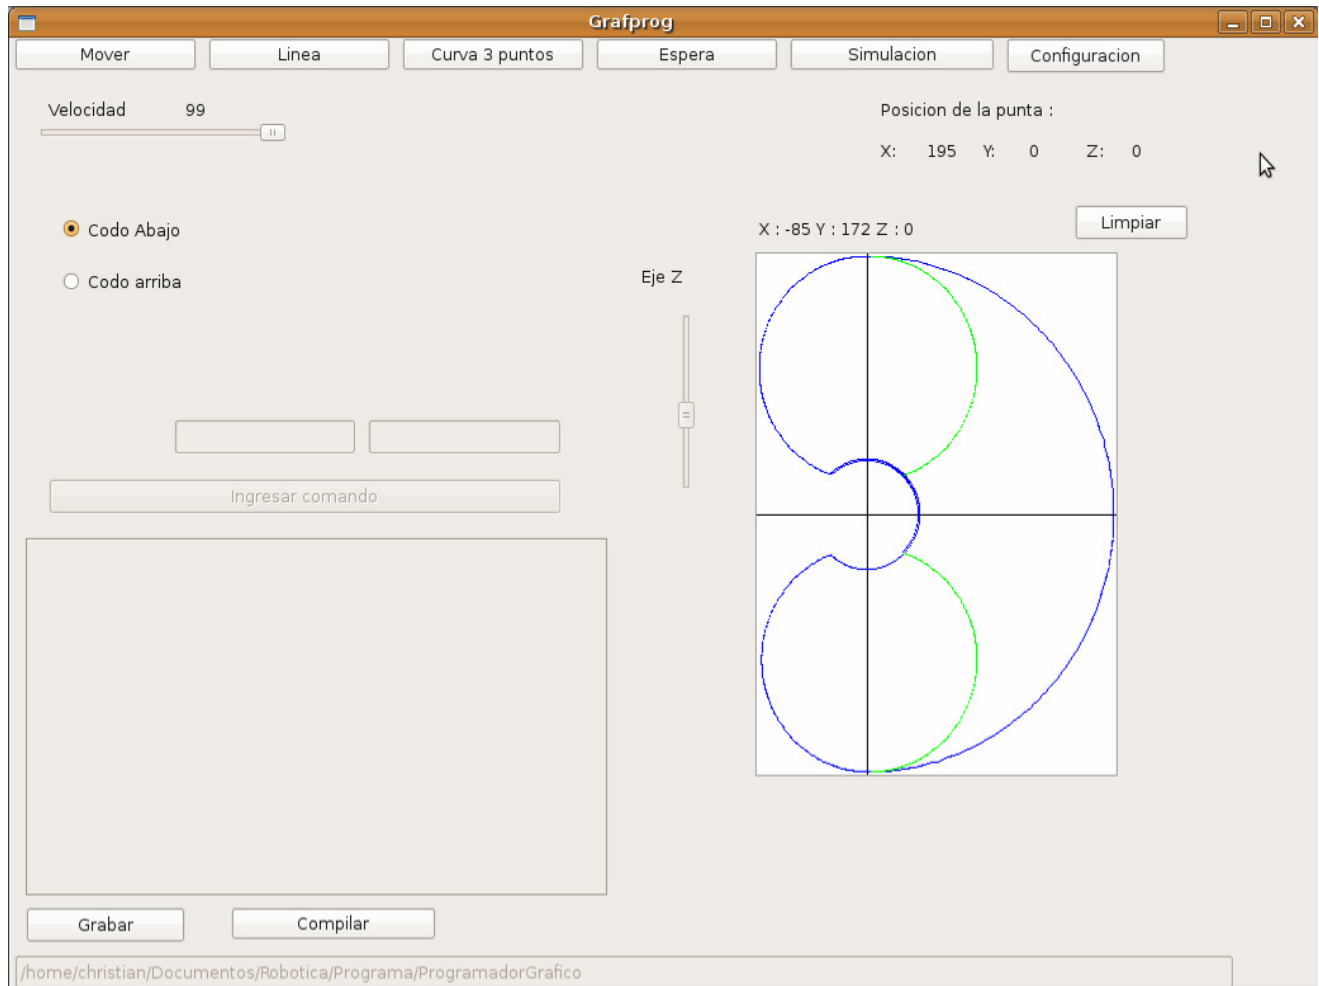 Grafprog
Mover Linea Curva 3 puntos Espera Simulacion Configuracion
Velocidad 99
Posicion de la punta :
X: 195 Y: 0 Z: 0
Codo Abajo
X : -85 Y : 172 Z : 0
Limpiar
Codo arriba
Eje Z
Ingresar comando
Grabar Compilar
/home/christian/Documentos/Robotica/Programa/ProgramadorGrafico